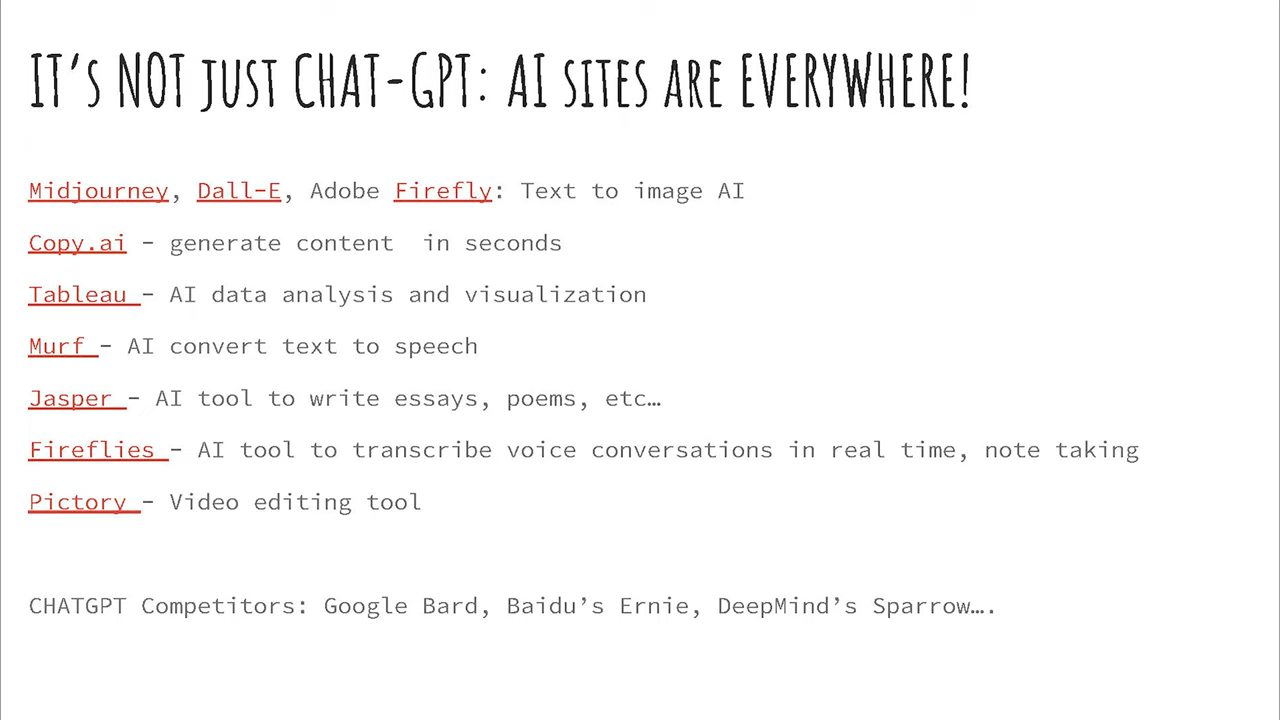 IT'S NOT JUST CHAT-GPT: AI SITES ARE EVERYWHERE!
Midjourney, Dall-E, Adobe Firefly: Text to image AI
Copy.ai - generate content  in seconds
Tableau - AI data analysis and visualization
Murf - AI convert text to speech
Jasper - AI tool to write essays, poems, etc…
Fireflies - AI tool to transcribe voice conversations in real time, note taking
Pictory - Video editing tool
CHATGPT Competitors: Google Bard, Baidu’s Ernie, DeepMind’s Sparrow….